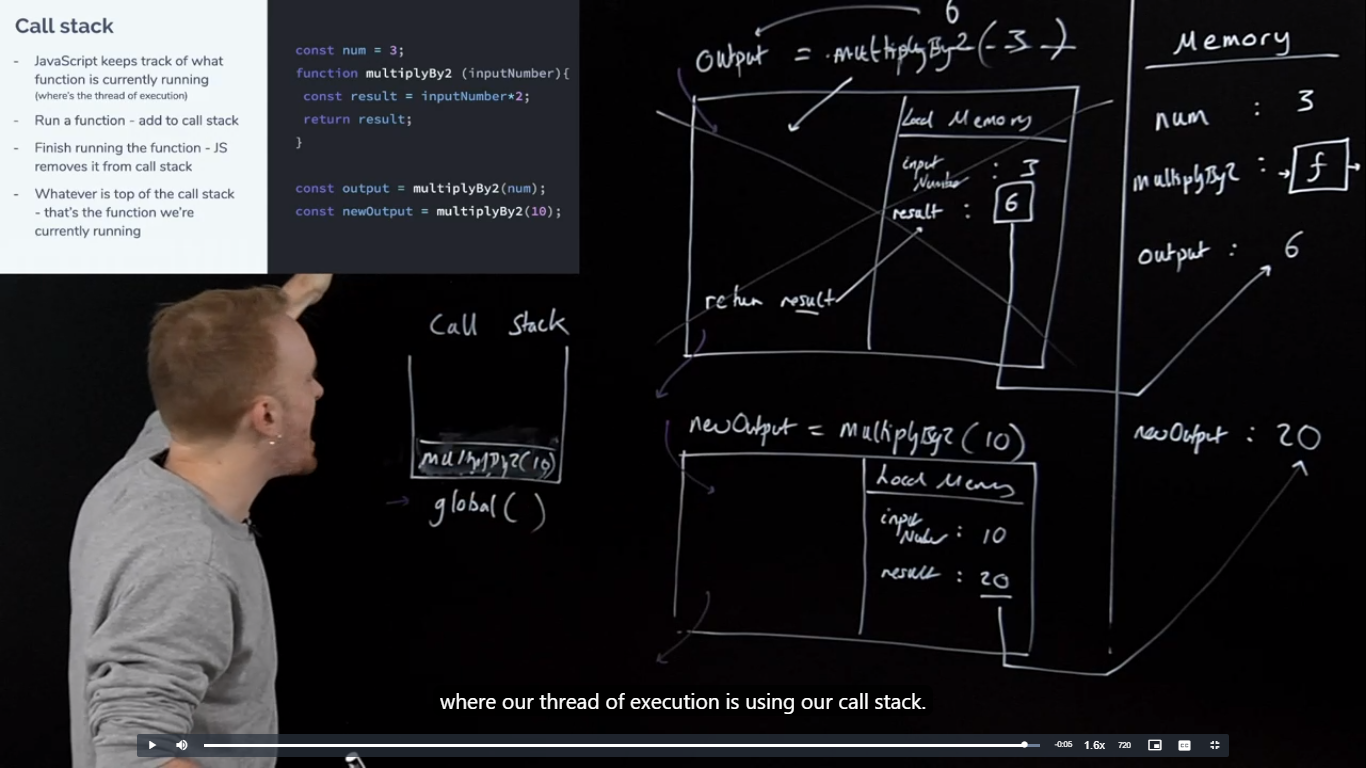 Call stack
- JavaScript keeps track of what
function is currently running
(where's the thread of execution)
- Run a function - add to call stack
- Finish running the function - JS
removes it from call stack
- Whatever is top of the call stack
- that's the function we're
currently running
const num = 3;
function multiplyBy2 (inputNumber){
const result = inputNumber*2;
return result;
}
const output = multiplyBy2(num);
const newOutput = multiplyBy2(10);
Call Stack
multiplyBy2(10)
global( )
6
output = multiplyBy2(3)
Local Memory
input
Number : 3
result : 6
return result
newOutput = multiplyBy2(10)
Local Memory
input
Number : 10
result : 20
Memory
num : 3
multiplyBy2 : f
output : 6
newOutput : 20
where our thread of execution is using our call stack.
-0:05 1.6x 720